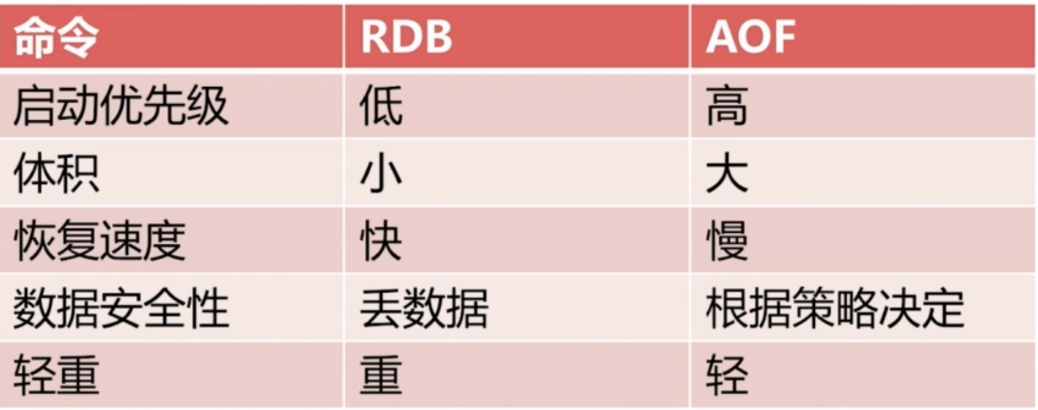 命令 RDB AOF
启动优先级 低 高
体积 小 大
恢复速度 快 慢
数据安全性 丢数据 根据策略决定
轻重 重 轻